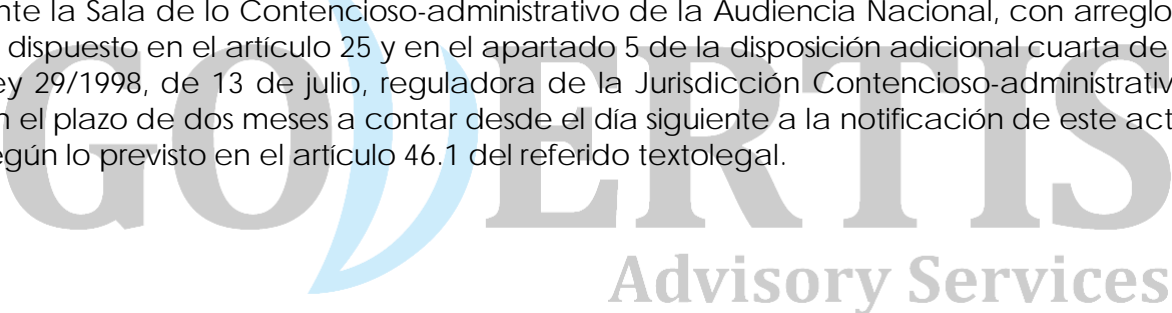 nte la Sala de lo Contencioso-administrativo de la Audiencia Nacional, con arreglo
dispuesto en el artículo 25 y en el apartado 5 de la disposición adicional cuarta de
ey 29/1998, de 13 de julio, reguladora de la Jurisdicción Contencioso-administrativ
n el plazo de dos meses a contar desde el día siguiente a la notificación de este act
egún lo previsto en el artículo 46.1 del referido textolegal.
GOVERTIS
Advisory Services